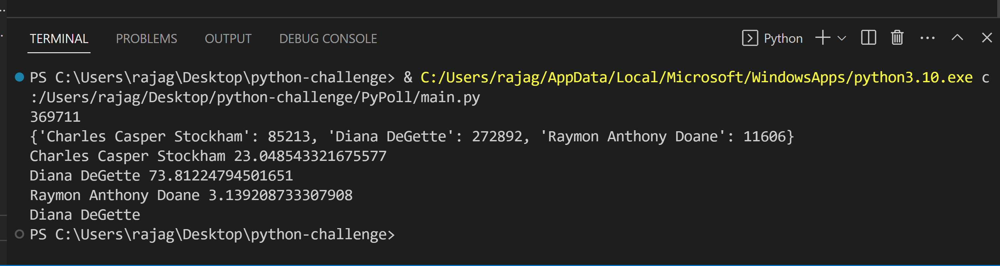 TERMINAL PROBLEMS OUTPUT DEBUG CONSOLE Python
PS C:\Users\rajag\Desktop\python-challenge> & C:/Users/rajag/AppData/Local/Microsoft/WindowsApps/python3.10.exe c
:/Users/rajag/Desktop/python-challenge/PyPoll/main.py
369711
{'Charles Casper Stockham': 85213, 'Diana DeGette': 272892, 'Raymon Anthony Doane': 11606}
Charles Casper Stockham 23.048543321675577
Diana DeGette 73.81224794501651
Raymon Anthony Doane 3.139208733307908
Diana DeGette
PS C:\Users\rajag\Desktop\python-challenge>